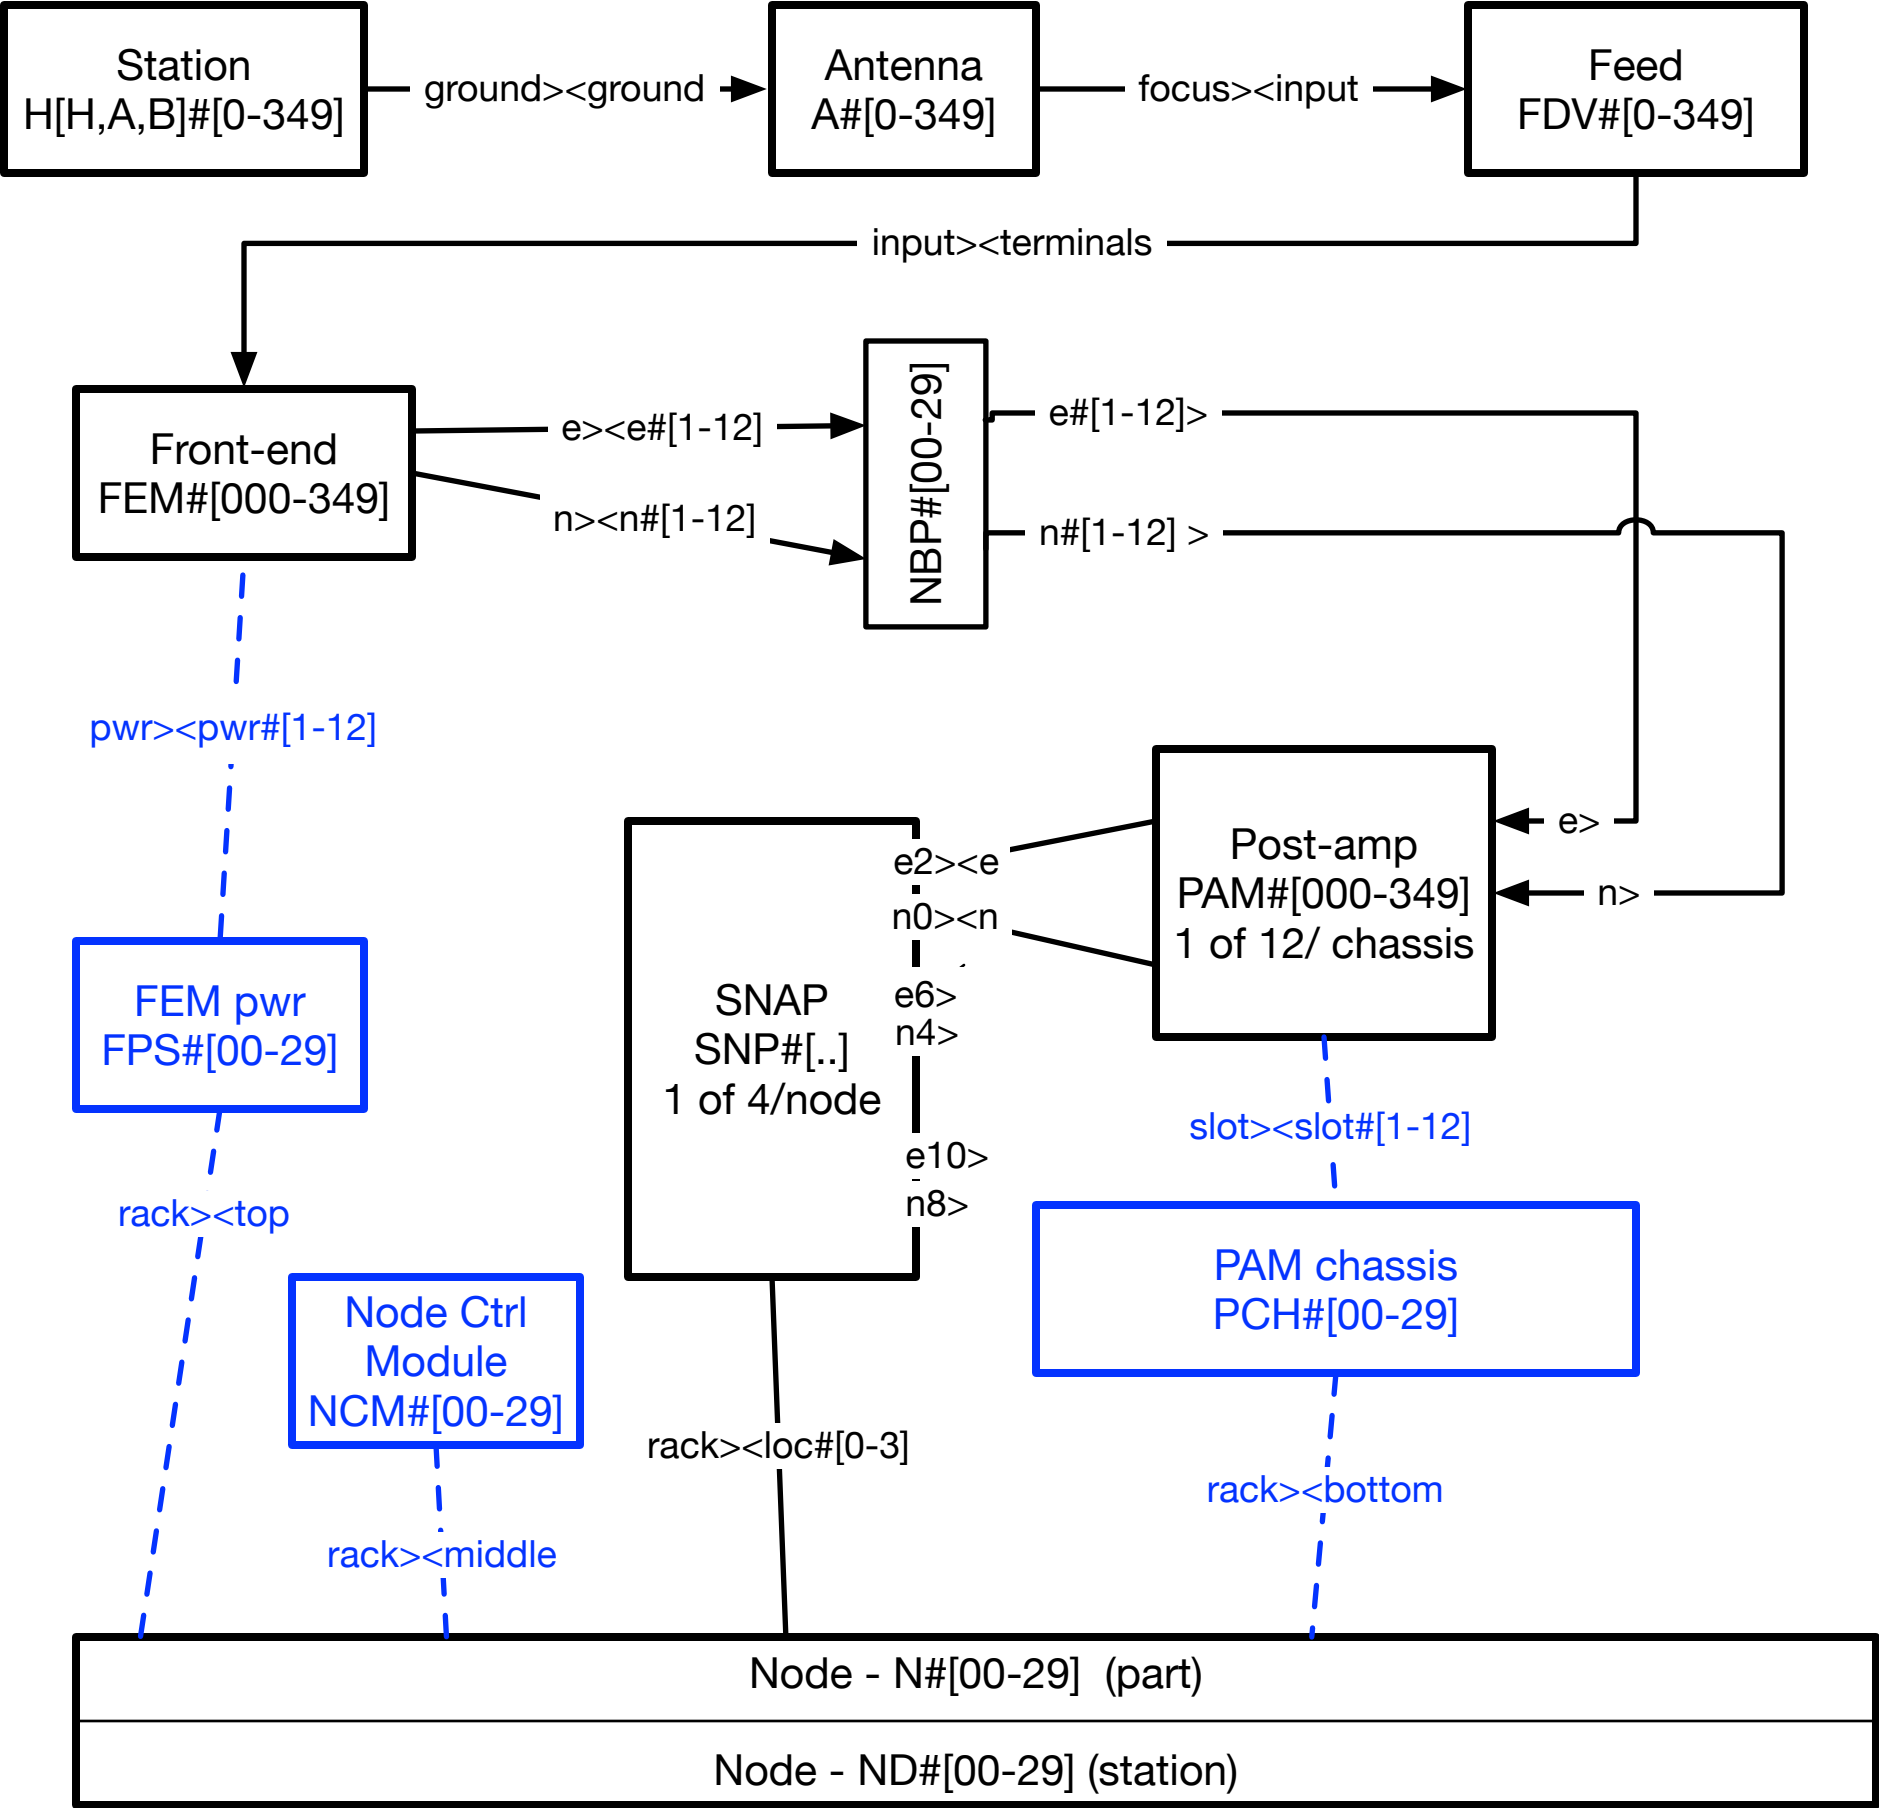 Station
H[H,A,B]#[0-349]
ground><ground
Antenna
A#[0-349]
focus><input
Feed
FDV#[0-349]
input><terminals
Front-end
FEM#[000-349]
e><e#[1-12]
n><n#[1-12]
NBP#[00-29]
e#[1-12]>
n#[1-12] >
pwr><pwr#[1-12]
e>
n>
Post-amp
PAM#[000-349]
1 of 12/ chassis
e2><e
n0><n
e6>
n4>
e10>
n8>
SNAP
SNP#[..]
1 of 4/node
FEM pwr
FPS#[00-29]
slot><slot#[1-12]
rack><top
PAM chassis
PCH#[00-29]
Node Ctrl
Module
NCM#[00-29]
rack><loc#[0-3]
rack><bottom
rack><middle
Node - N#[00-29] (part)
Node - ND#[00-29] (station)